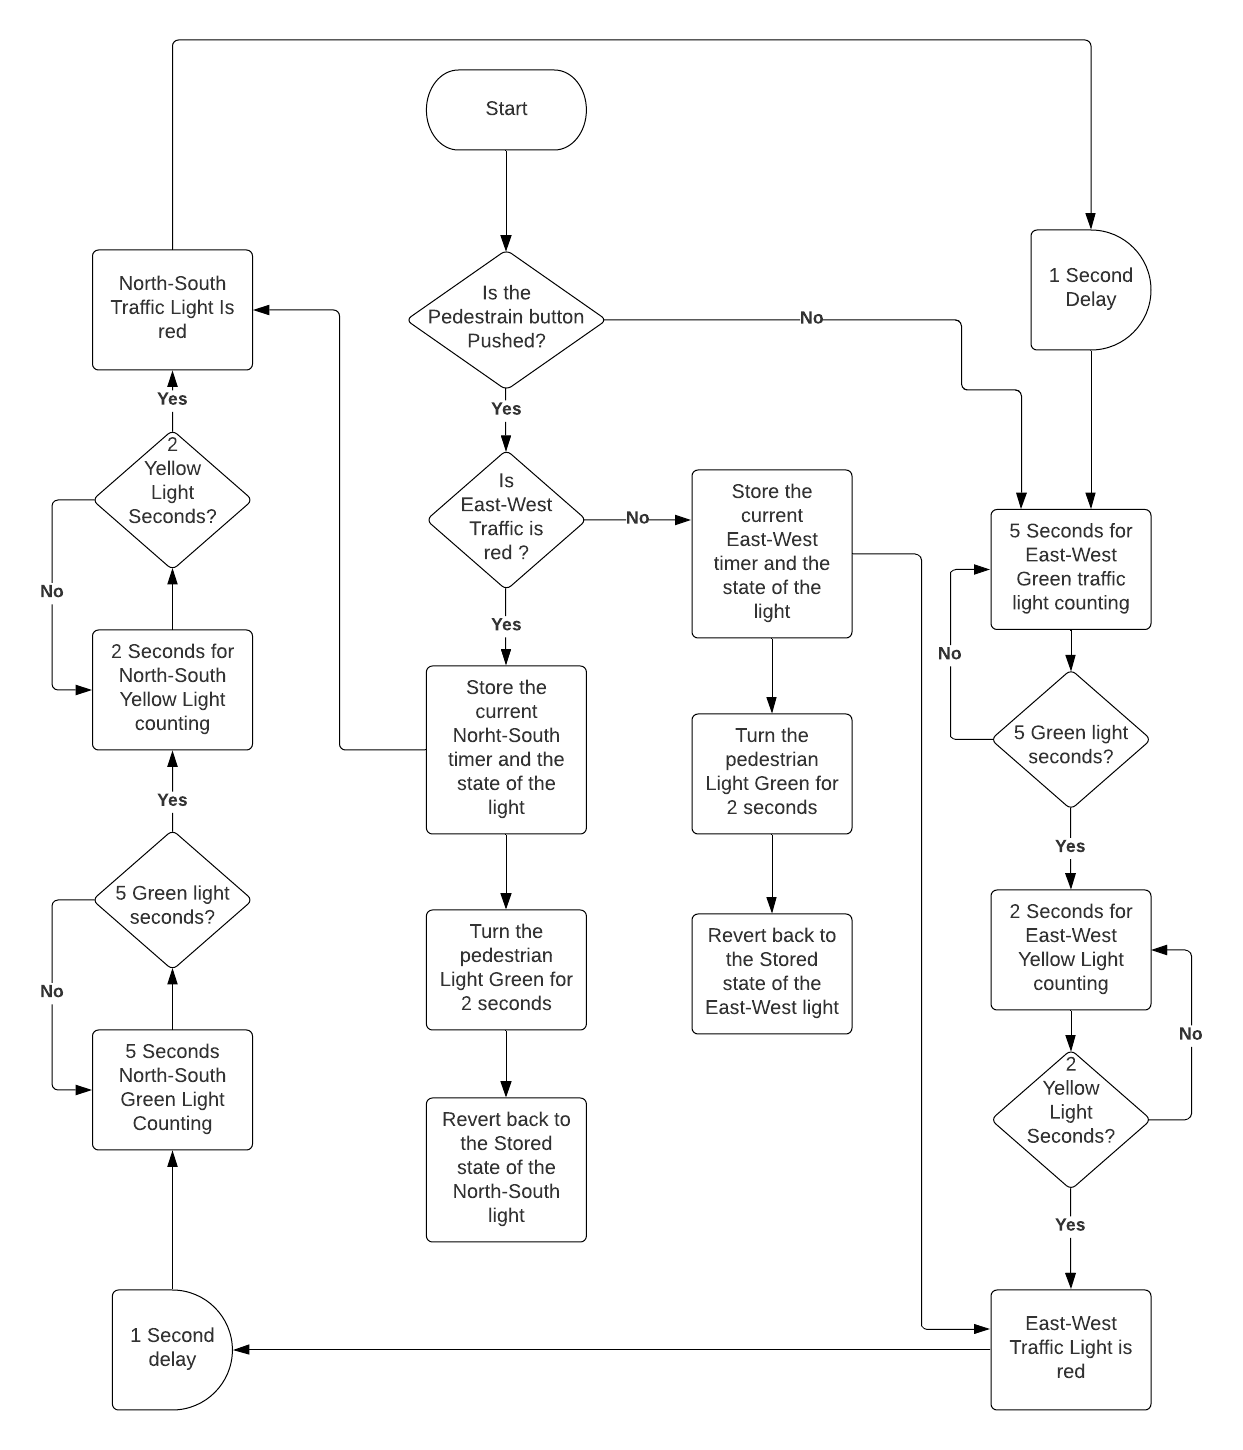 Start
North-South
Traffic Light Is
red
Is the
Pedestrain button
Pushed?
No
1 Second
Delay
Yes
Yes
2
Yellow
Light
Seconds?
No
Is
East-West
Traffic is
red ?
No
Yes
Store the
current
East-West
timer and the
state of the
light
5 Seconds for
East-West
Green traffic
light counting
No
2 Seconds for
North-South
Yellow Light
counting
Yes
Store the
current
Norht-South
timer and the
state of the
light
Turn the
pedestrian
Light Green for
2 seconds
5 Green light
seconds?
Yes
5 Green light
seconds?
No
Turn the
pedestrian
Light Green for
2 seconds
Revert back to
the Stored
state of the
East-West light
2 Seconds for
East-West
Yellow Light
counting
No
5 Seconds
North-South
Green Light
Counting
Revert back to
the Stored
state of the
North-South
light
2
Yellow
Light
Seconds?
Yes
1 Second
delay
East-West
Traffic Light is
red